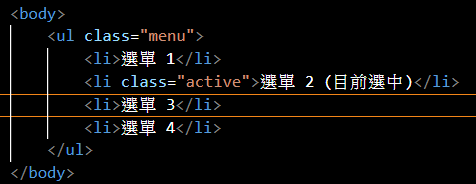 <body>
<ul class="menu">
<li>選單 1</li>
<li class="active">選單 2 (目前選中)</li>
<li>選單 3</li>
<li>選單 4</li>
</ul>
</body>